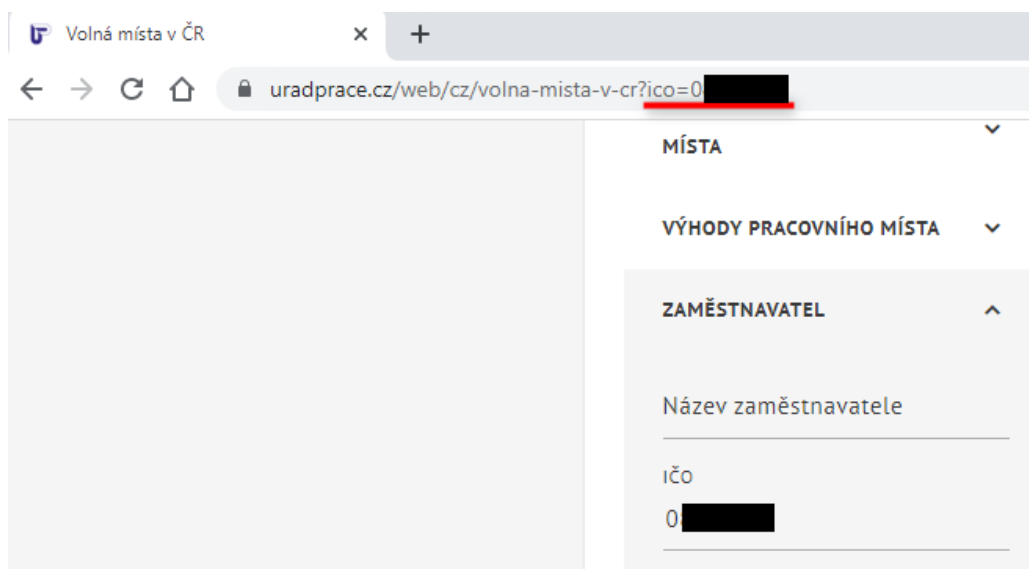 Volná místa v ČR
uradprace.cz/web/cz/volna-mista-v-cr?ico=0
MÍSTA
VÝHODY PRACOVNÍHO MÍSTA
ZAMĚSTNAVATEL
Název zaměstnavatele
IČO
0